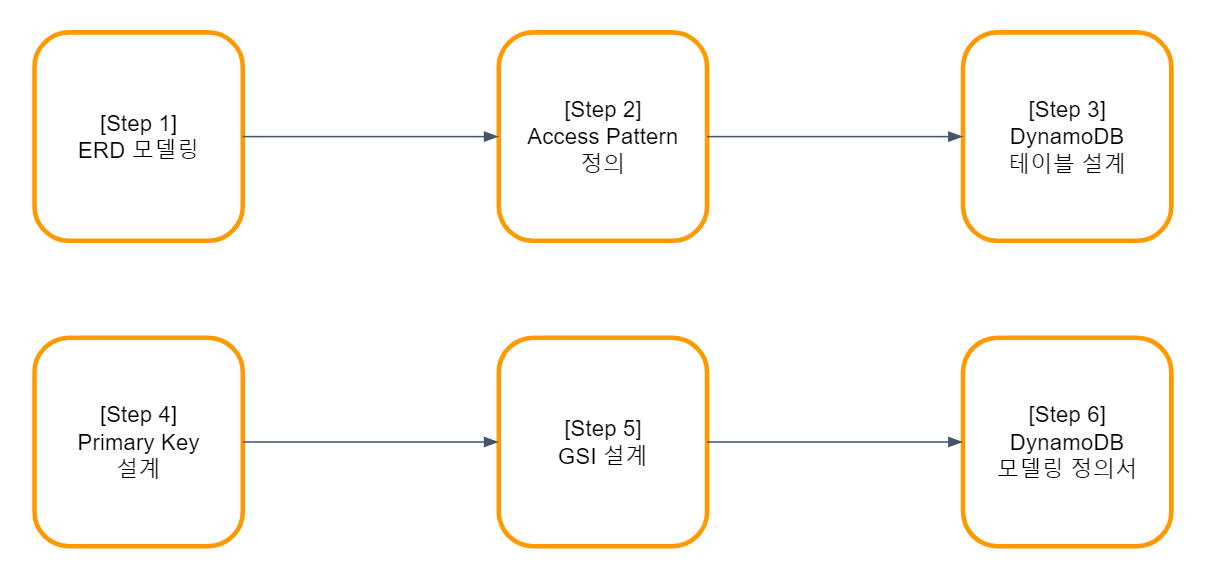 [Step 1]
ERD 모델링
[Step 2]
Access Pattern
정의
[Step 3]
DynamoDB
테이블 설계
[Step 4]
Primary Key
설계
[Step 5]
GSI 설계
[Step 6]
DynamoDB
모델링 정의서